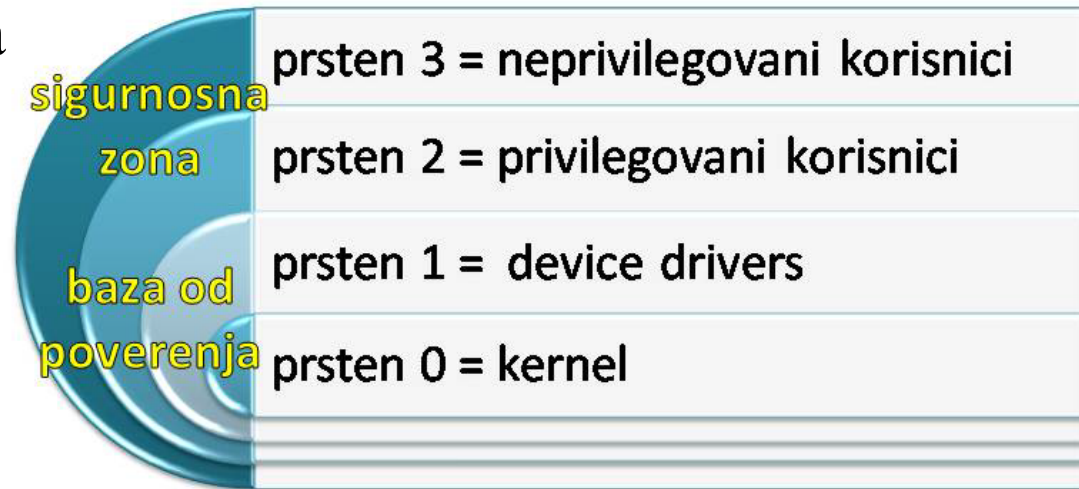 a
sigurnosna
zona
baza od
poverenja
prsten 3 = neprivilegovani korisnici
prsten 2 = privilegovani korisnici
prsten 1 = device drivers
prsten 0 = kernel